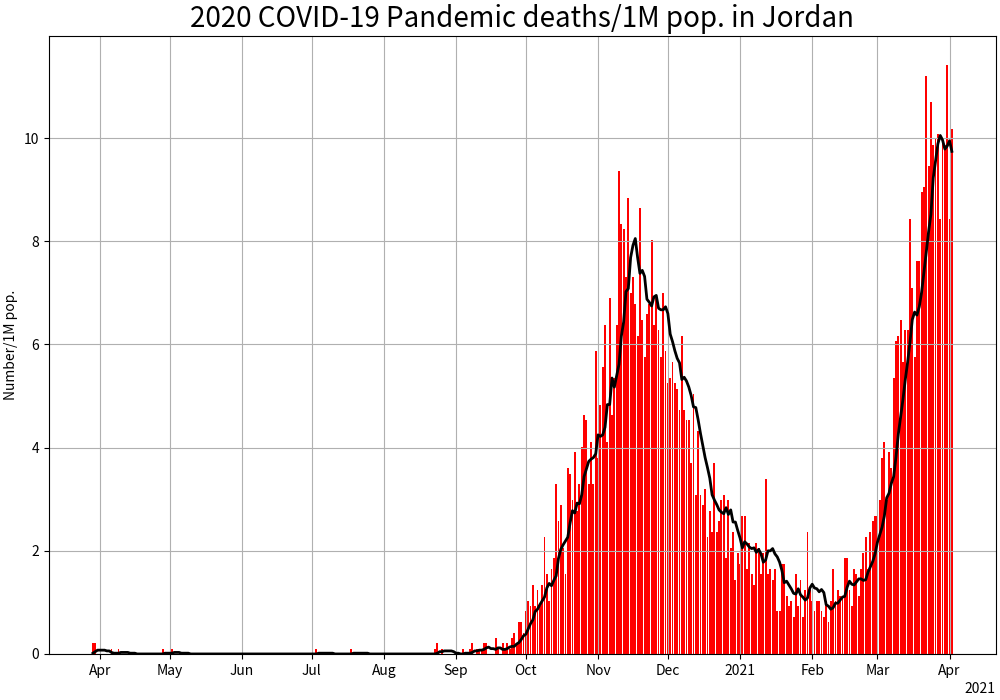 2020 COVID-19 Pandemic deaths/1M pop. in Jordan
Number/1M pop.
10
8
6
4
2
0
Apr May Jun Jul Aug Sep Oct Nov Dec 2021 Feb Mar Apr
2021